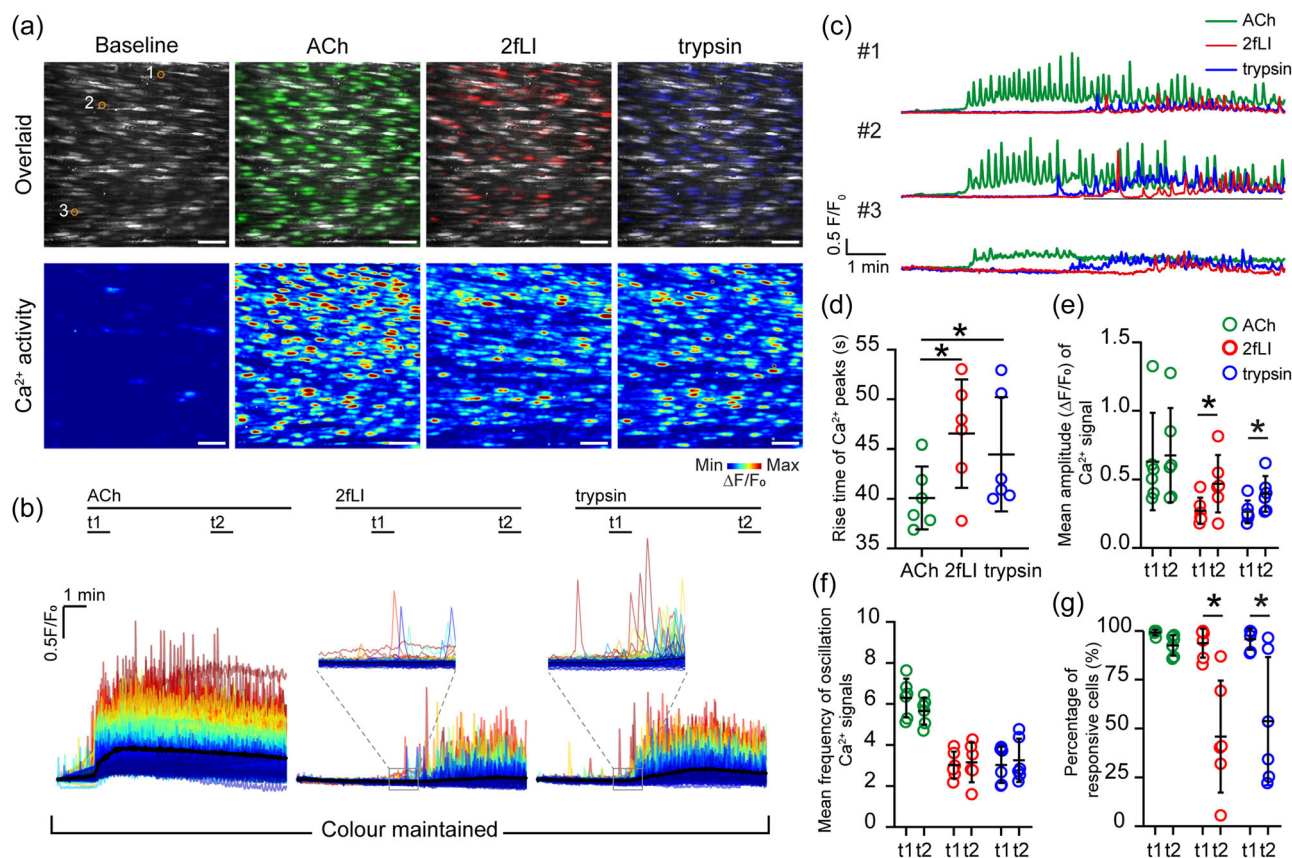 (a)
Baseline ACh 2fLI trypsin
Overlaid
1
2
3
Ca²⁺ activity
Min Max
ΔF/F₀
(b)
ACh 2fLI trypsin
t1 t2 t1 t2 t1 t2
1 min
0.5F/F₀
Colour maintained
(c)
ACh
2fLI
trypsin
#1
#2
#3
0.5 F/F₀
1 min
(d)
Rise time of Ca²⁺ peaks (s)
55
50
45
40
35
* *
ACh 2fLI trypsin
(e)
ACh
2fLI
trypsin
Mean amplitude (ΔF/F₀) of
Ca²⁺ signal
1.5
1.0
0.5
0.0
* *
t1 t2 t1 t2 t1 t2
(f)
Mean frequency of oscillation
Ca²⁺ signals
10
8
6
4
2
0
t1 t2 t1 t2 t1 t2
(g)
Percentage of
responsive cells (%)
100
75
50
25
0
* *
t1 t2 t1 t2 t1 t2